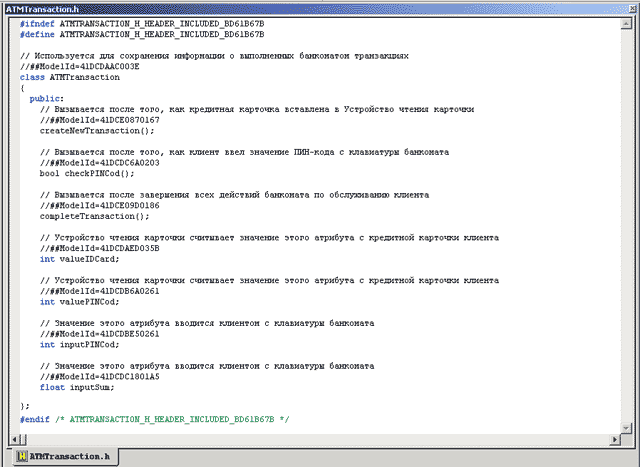 ATMTransaction.h
#ifndef ATMTRANSACTION_H_HEADER_INCLUDED_BD61B67B
#define ATMTRANSACTION_H_HEADER_INCLUDED_BD61B67B
// Используется для сохранения информации о выполненных банкоматом транзакциях
//##ModelId=41DCDAAC003E
class ATMTransaction
{
public:
// Вызывается после того, как кредитная карточка вставлена в Устройство чтения карточки
//##ModelId=41DCE0870167
createNewTransaction();
// Вызывается после того, как клиент ввел значение ПИН-кода с клавиатуры банкомата
//##ModelId=41DCDC6A0203
bool checkPINCod();
// Вызывается после завершения всех действий банкомата по обслуживанию клиента
//##ModelId=41DCE09D0186
completeTransaction();
// Устройство чтения карточки считывает значение этого атрибута с кредитной карточки клиента
//##ModelId=41DCDAED035B
int valueIDCard;
// Устройство чтения карточки считывает значение этого атрибута с кредитной карточки клиента
//##ModelId=41DCDB6A0261
int valuePINCod;
// Значение этого атрибута вводится клиентом с клавиатуры банкомата
//##ModelId=41DCDBE50261
int inputPINCod;
// Значение этого атрибута вводится клиентом с клавиатуры банкомата
//##ModelId=41DCDC1801A5
float inputSum;
};
#endif /* ATMTRANSACTION_H_HEADER_INCLUDED_BD61B67B */
ATMTransaction.h